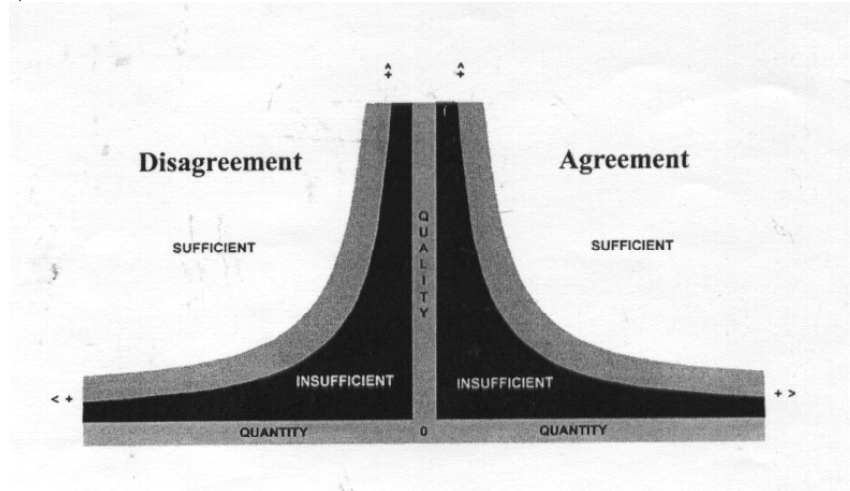 ^ ^
+ +
Disagreement Agreement
SUFFICIENT SUFFICIENT
QUALITY
INSUFFICIENT INSUFFICIENT
< + + >
QUANTITY 0 QUANTITY